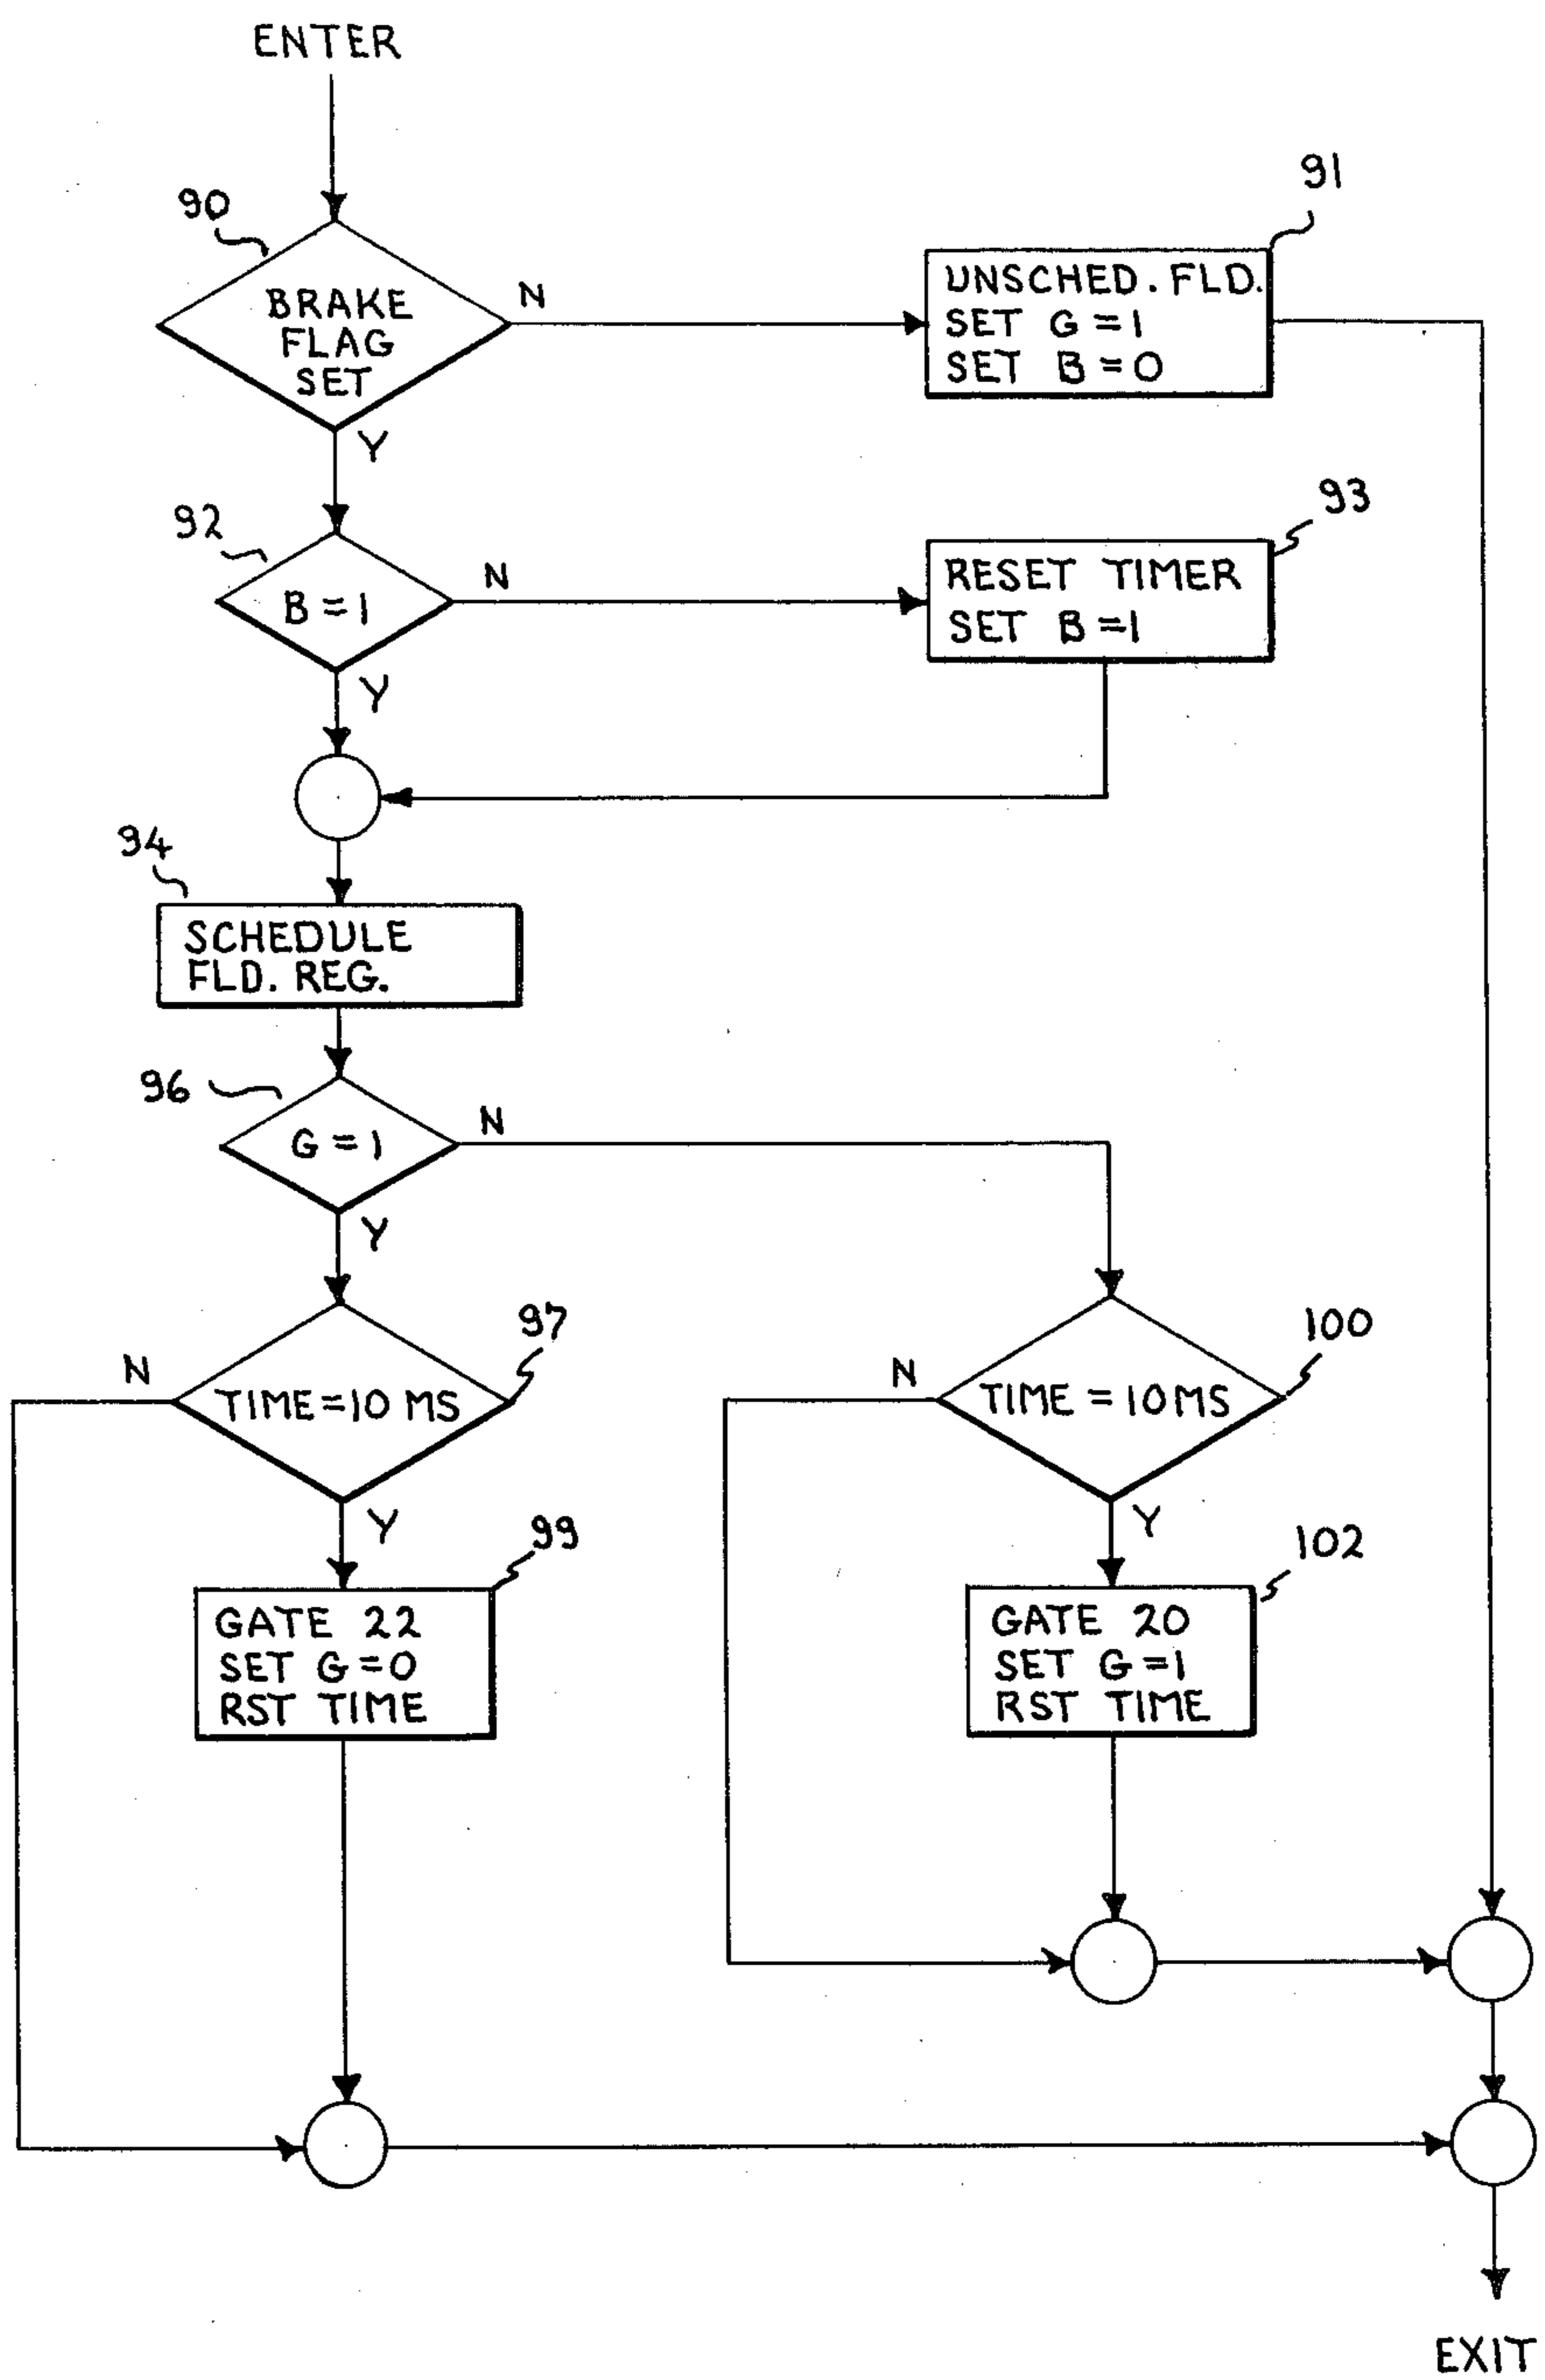 ENTER
90
BRAKE
FLAG
SET
N
Y
91
UNSCHED. FLD.
SET G = 1
SET B = 0
92
B = 1
N
Y
93
RESET TIMER
SET B = 1
94
SCHEDULE
FLD. REG.
96
G = 1
N
Y
97
N
TIME = 10 MS
Y
100
N
TIME = 10 MS
Y
99
GATE 22
SET G = 0
RST TIME
102
GATE 20
SET G = 1
RST TIME
EXIT